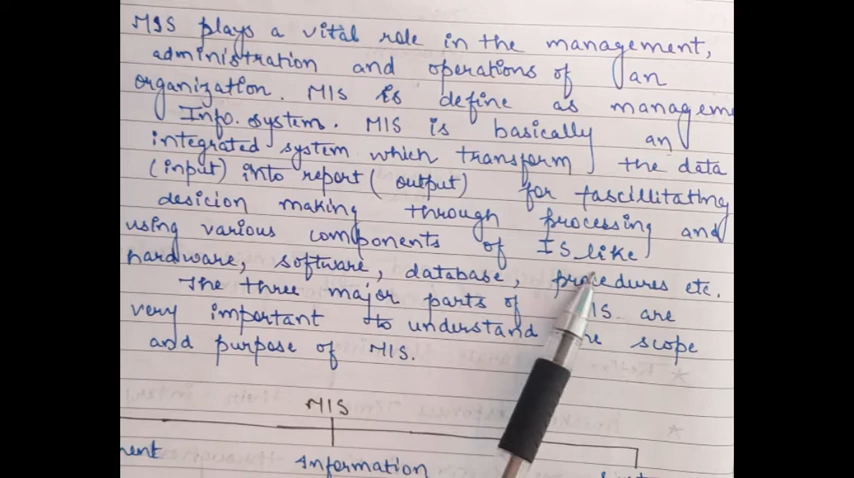 MIS plays a vital role in the management,
administration and operations of an
organization. MIS is define as managem
Info. system. MIS is basically an
integrated system which transform the data
(input) into report (output) for fascillitating
desicion making through processing and
using various components of IS like
hardware, software, database, procedures etc.
The three major parts of MIS are
very important to understand scope
and purpose of MIS.
MIS
ment Information